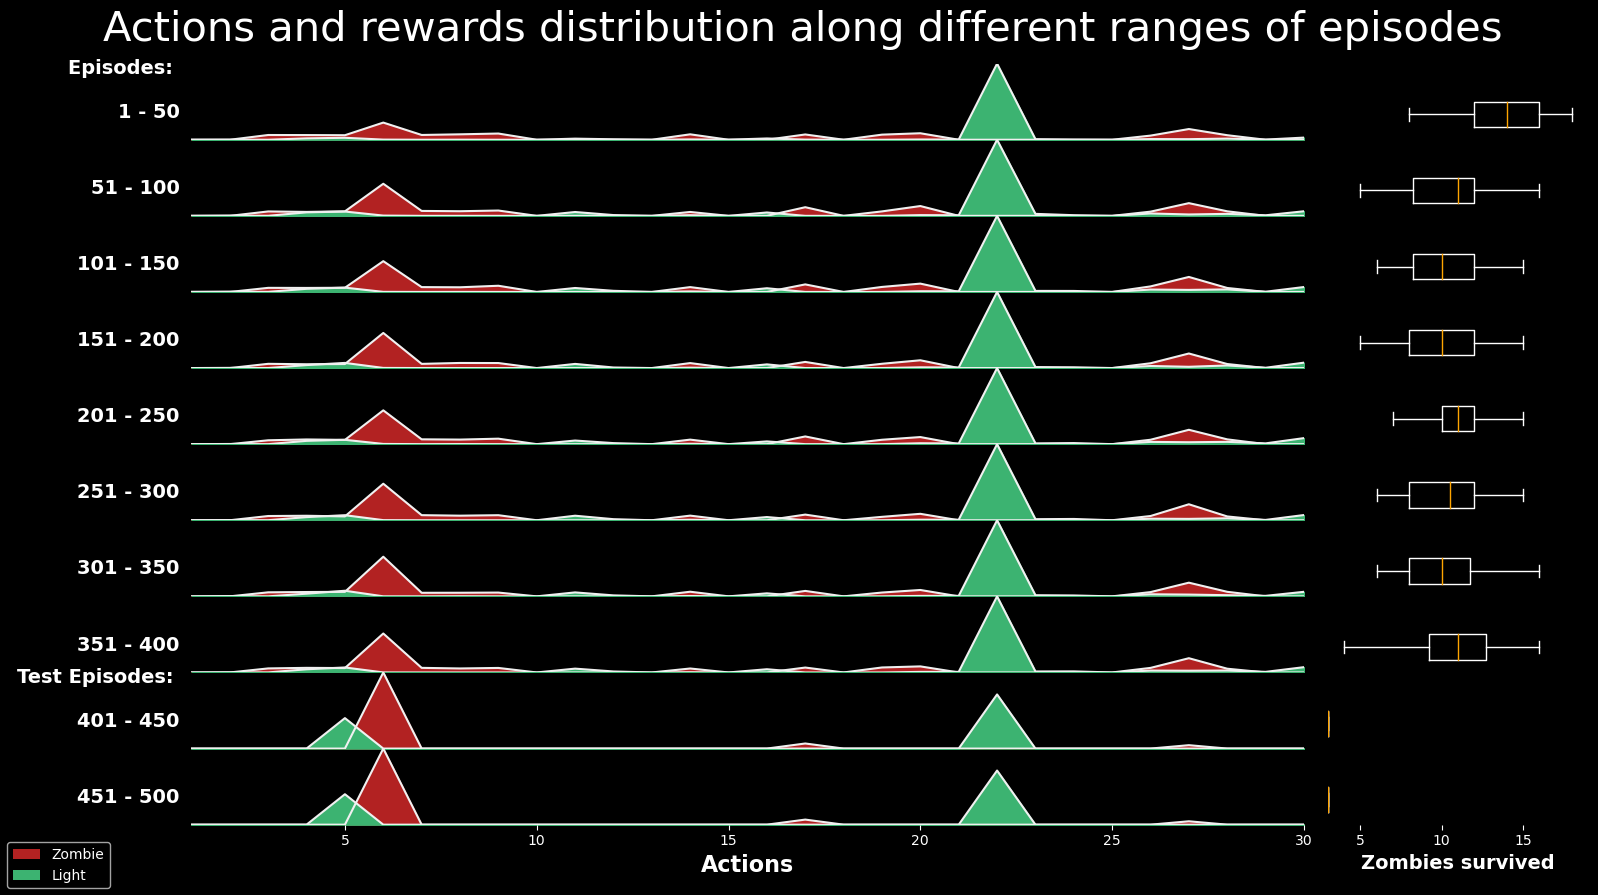 Actions and rewards distribution along different ranges of episodes
Episodes:
1 - 50
51 - 100
101 - 150
151 - 200
201 - 250
251 - 300
301 - 350
351 - 400
Test Episodes:
401 - 450
451 - 500
5 10 15 20 25 30
5 10 15
Actions
Zombies survived
Zombie
Light